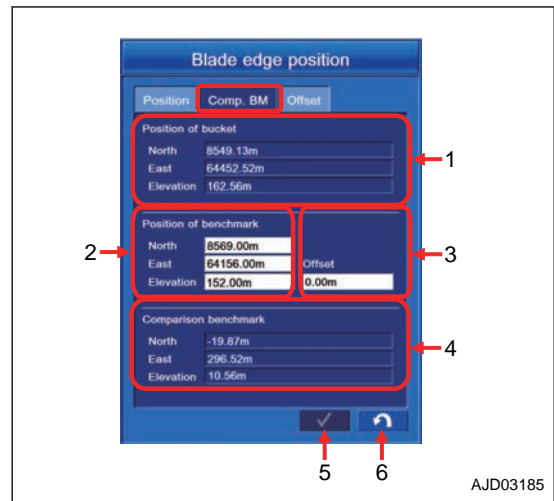 Blade edge position
Position Comp. BM Offset
Position of bucket
North 8549.13m
East 64452.52m
Elevation 162.56m
1
Position of benchmark
North 8569.00m
East 64156.00m Offset
Elevation 152.00m 0.00m
2
3
Comparison benchmark
North -19.87m
East 296.52m
Elevation 10.56m
4
5 6
AJD03185